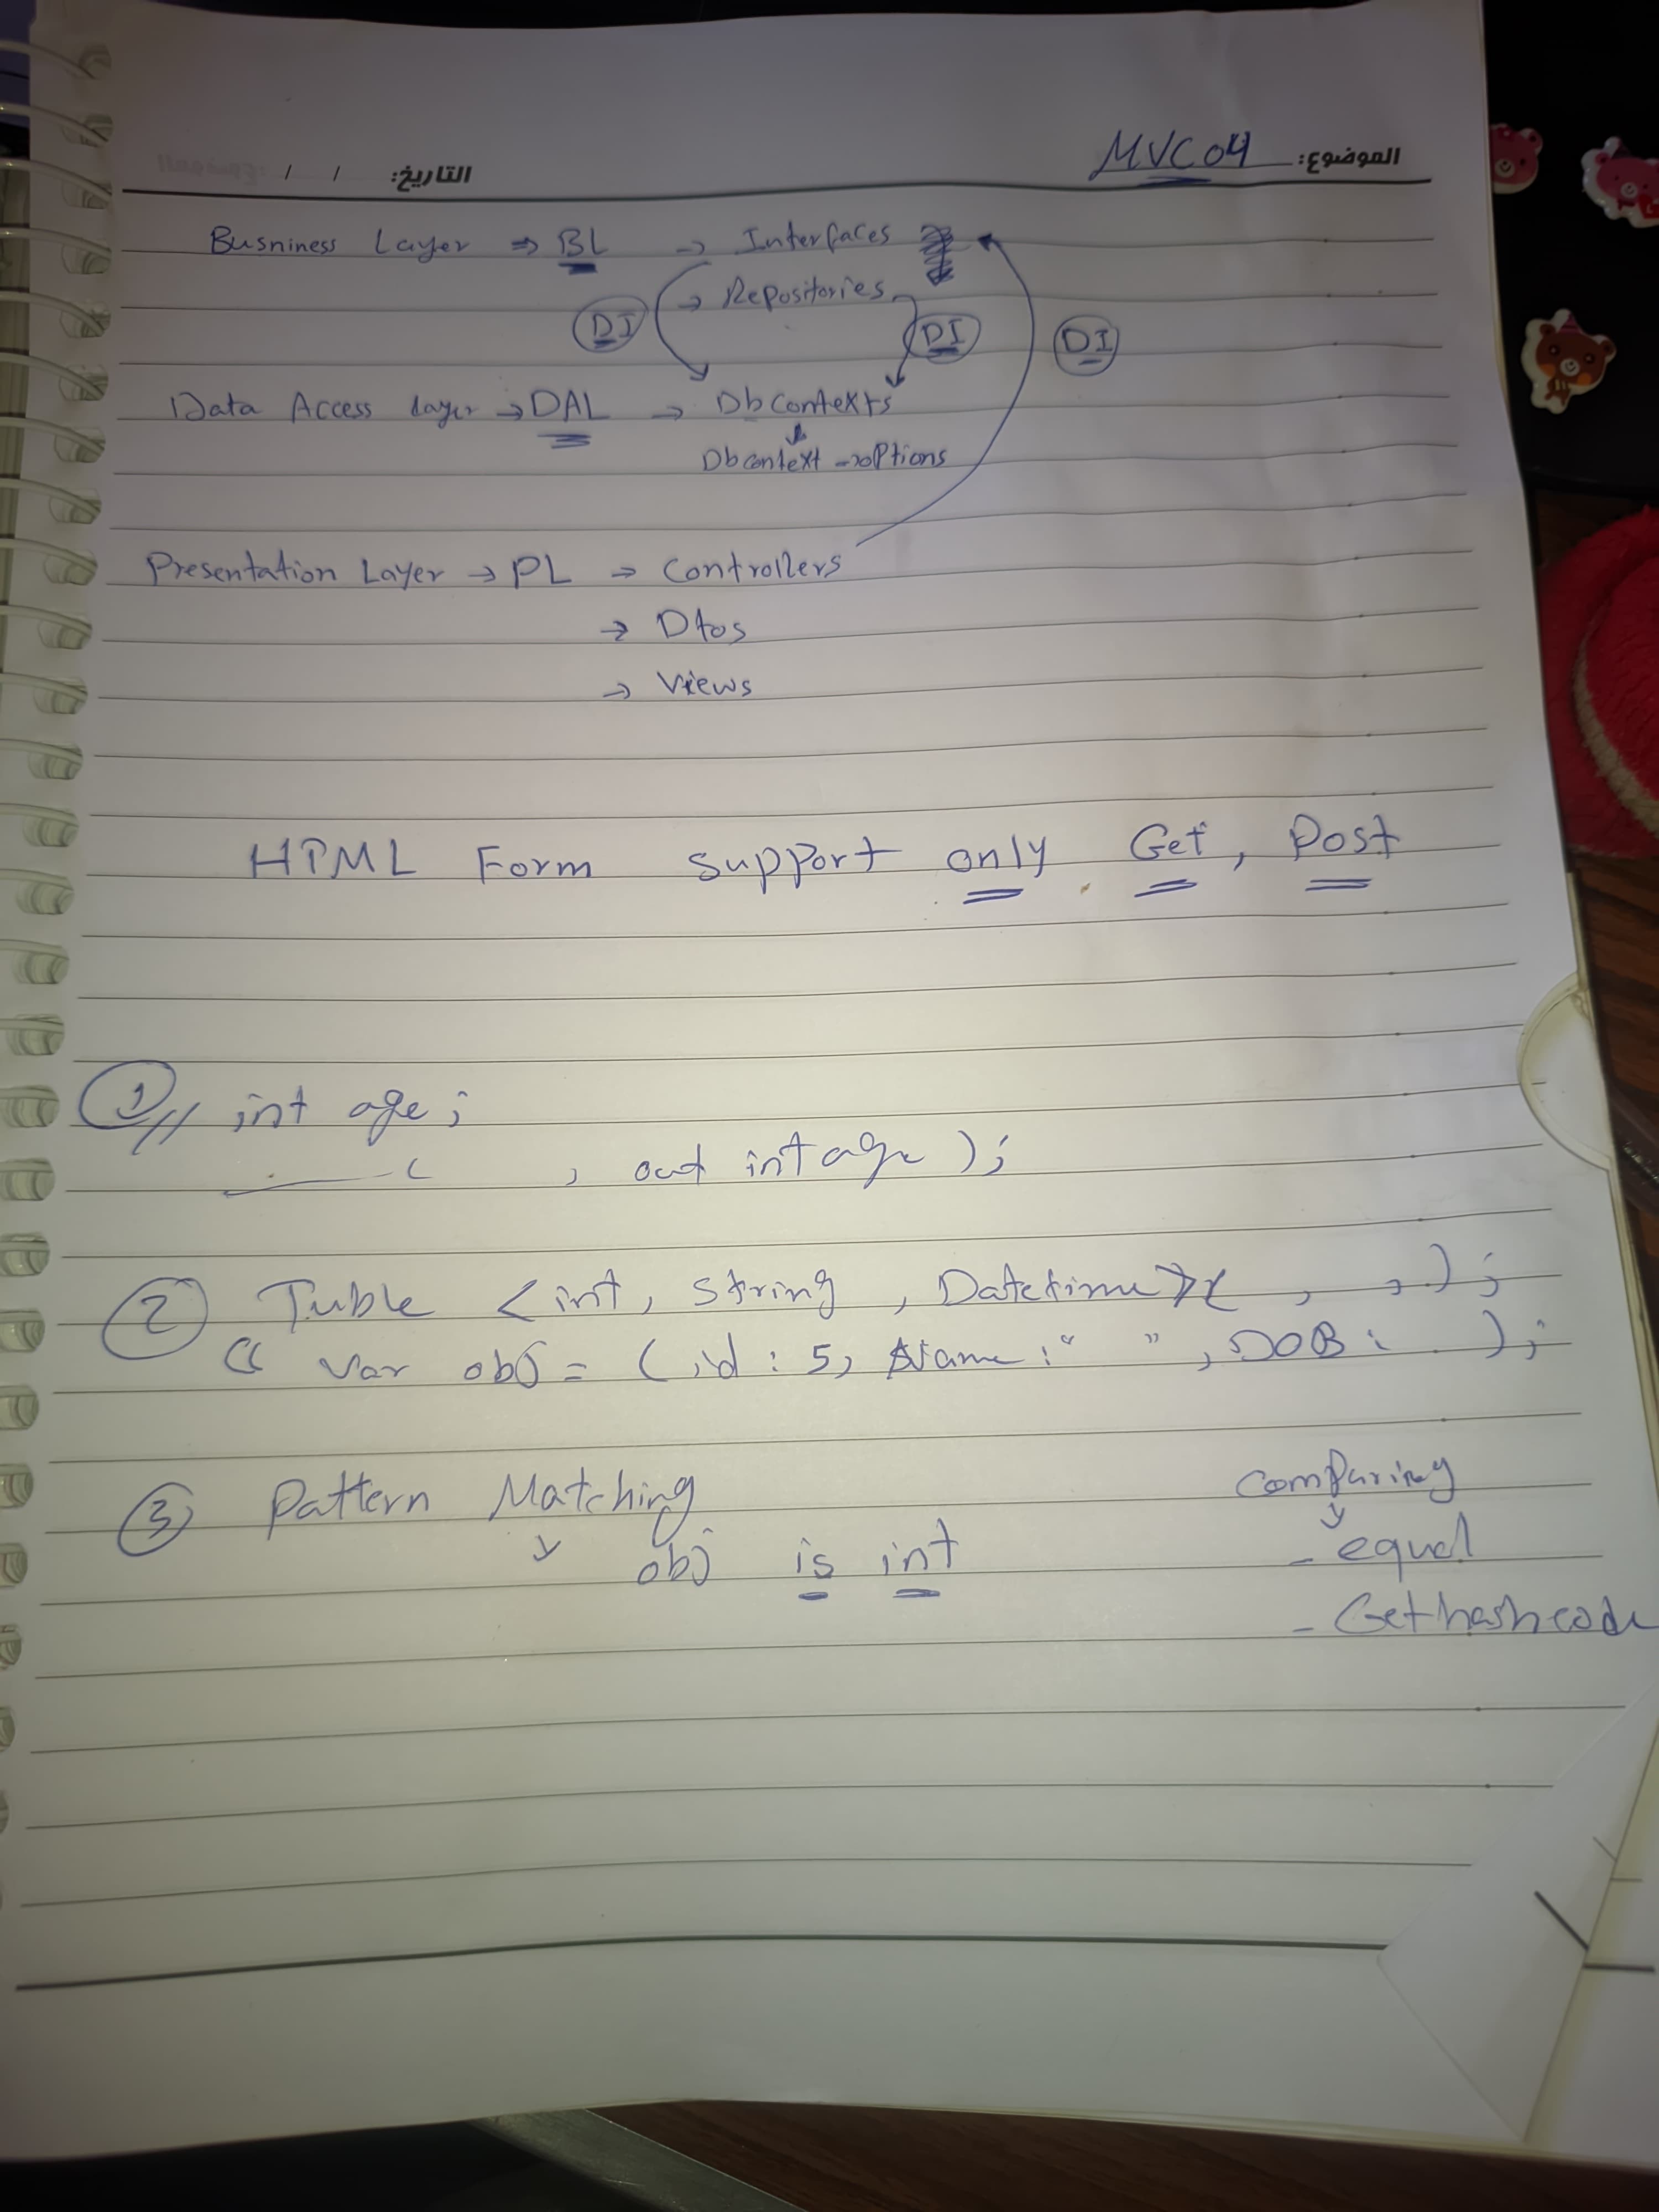 الموضوع: MVC04
التاريخ: / /
Busniness Layer ⇒ BL → Interfaces
→ Repositories
DI DI DI
Data Access Layer → DAL → Dbcontexts
Dbcontext → options
Presentation Layer → PL → Controllers
→ Dtos
→ Views
HTML Form support only Get, Post
① // int age;
( , out int age );
② Tuble <int, string, Datetime>( , , );
(( var obj = ( id : 5, Name : " ", DOB : );
③ Pattern Matching
obj is int
comparing
- equal
- Gethashcode